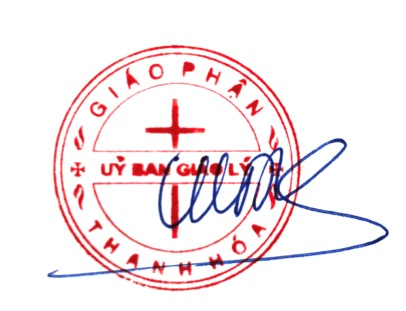 GIÁO PHẬN
UỶ BAN GIÁO LÝ
THANH HÓA